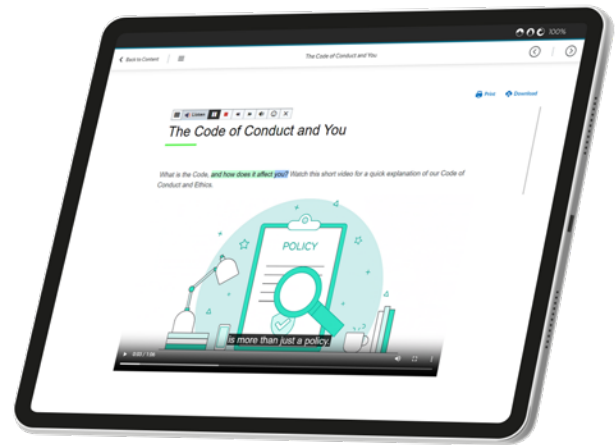 100%
Back to Content
The Code of Conduct and You
Print Download
Listen
The Code of Conduct and You
What is the Code, and how does it affect you? Watch this short video for a quick explanation of our Code of
Conduct and Ethics.
POLICY
is more than just a policy.
0:03 / 1:06